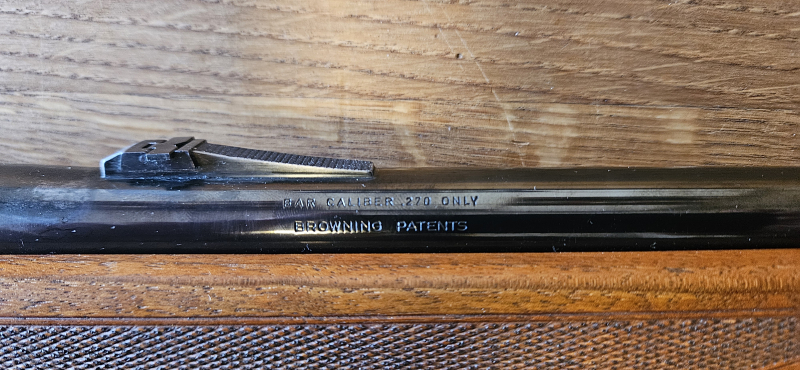 BAR CALIBER .270 ONLY
BROWNING PATENTS